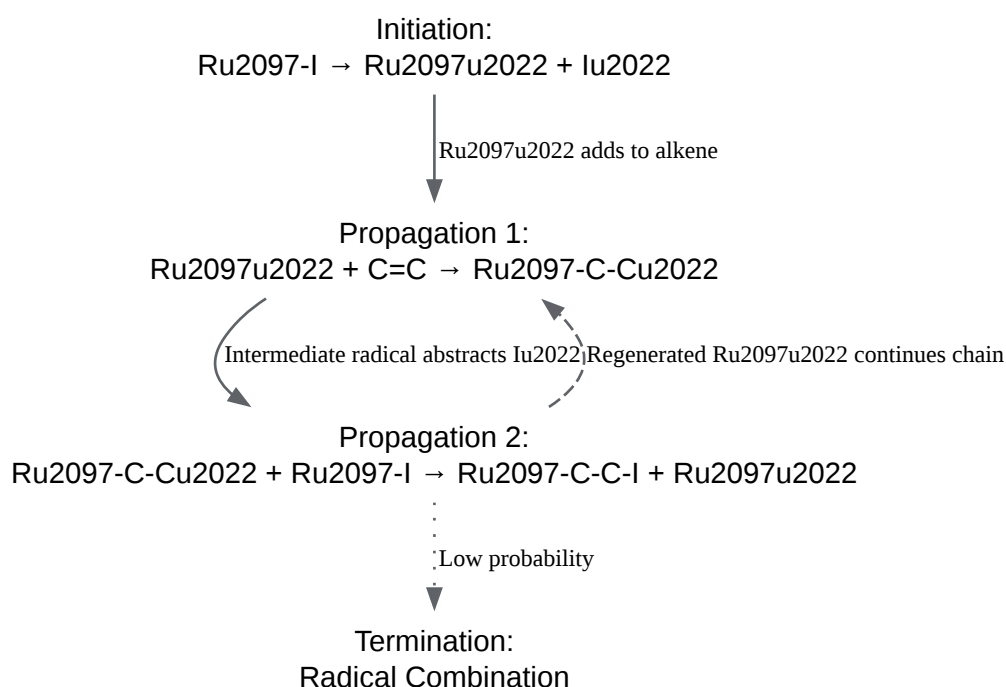 Initiation:
Ru2097-I → Ru2097u2022 + Iu2022
Ru2097u2022 adds to alkene
Propagation 1:
Ru2097u2022 + C=C → Ru2097-C-Cu2022
Intermediate radical abstracts Iu2022
Regenerated Ru2097u2022 continues chain
Propagation 2:
Ru2097-C-Cu2022 + Ru2097-I → Ru2097-C-C-I + Ru2097u2022
Low probability
Termination:
Radical Combination